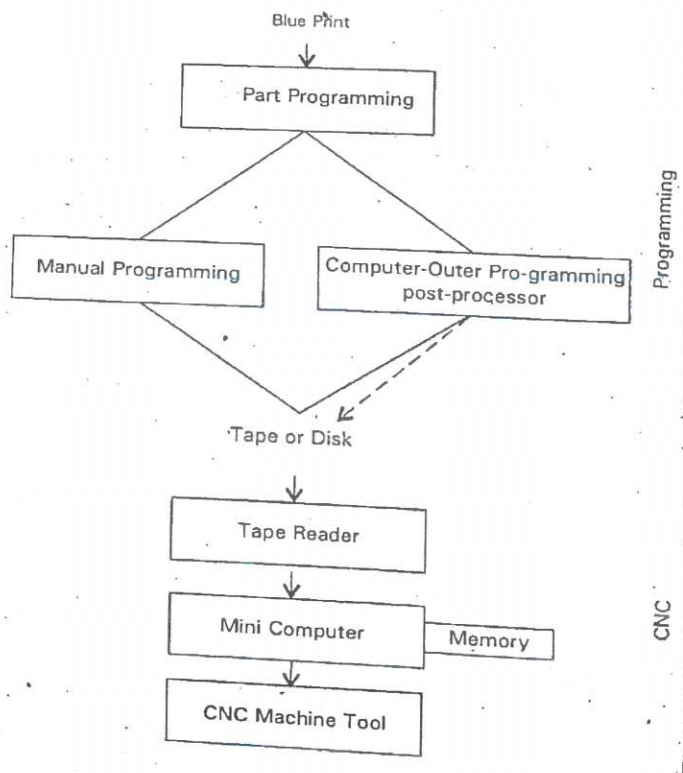 Blue Print
Part Programming
Manual Programming
Computer-Outer Pro-gramming
post-processor
Programming
Tape or Disk
Tape Reader
Mini Computer
Memory
CNC
CNC Machine Tool